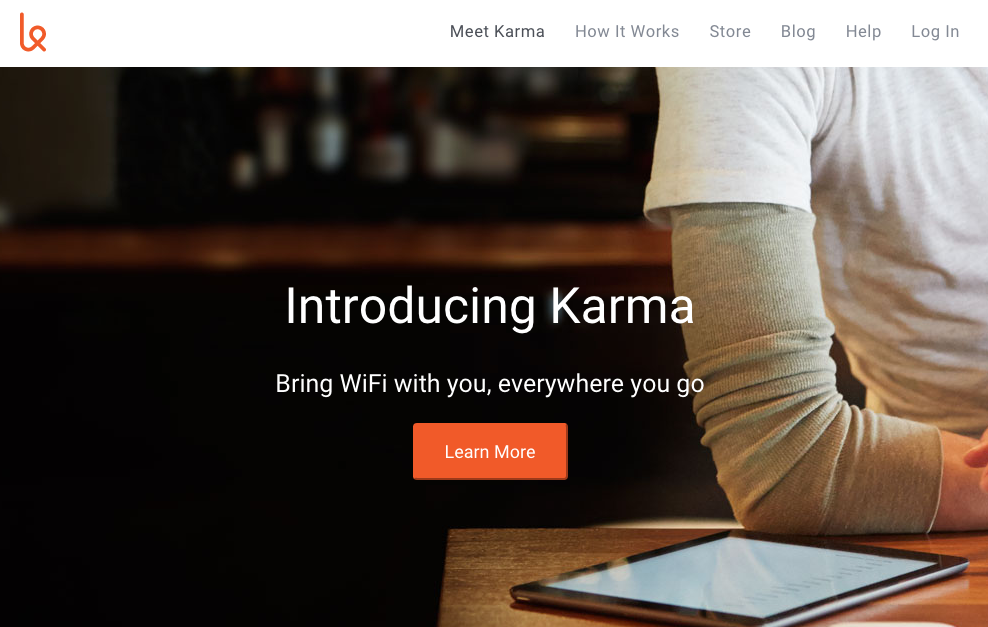 Meet Karma How It Works Store Blog Help Log In
Introducing Karma
Bring WiFi with you, everywhere you go
Learn More